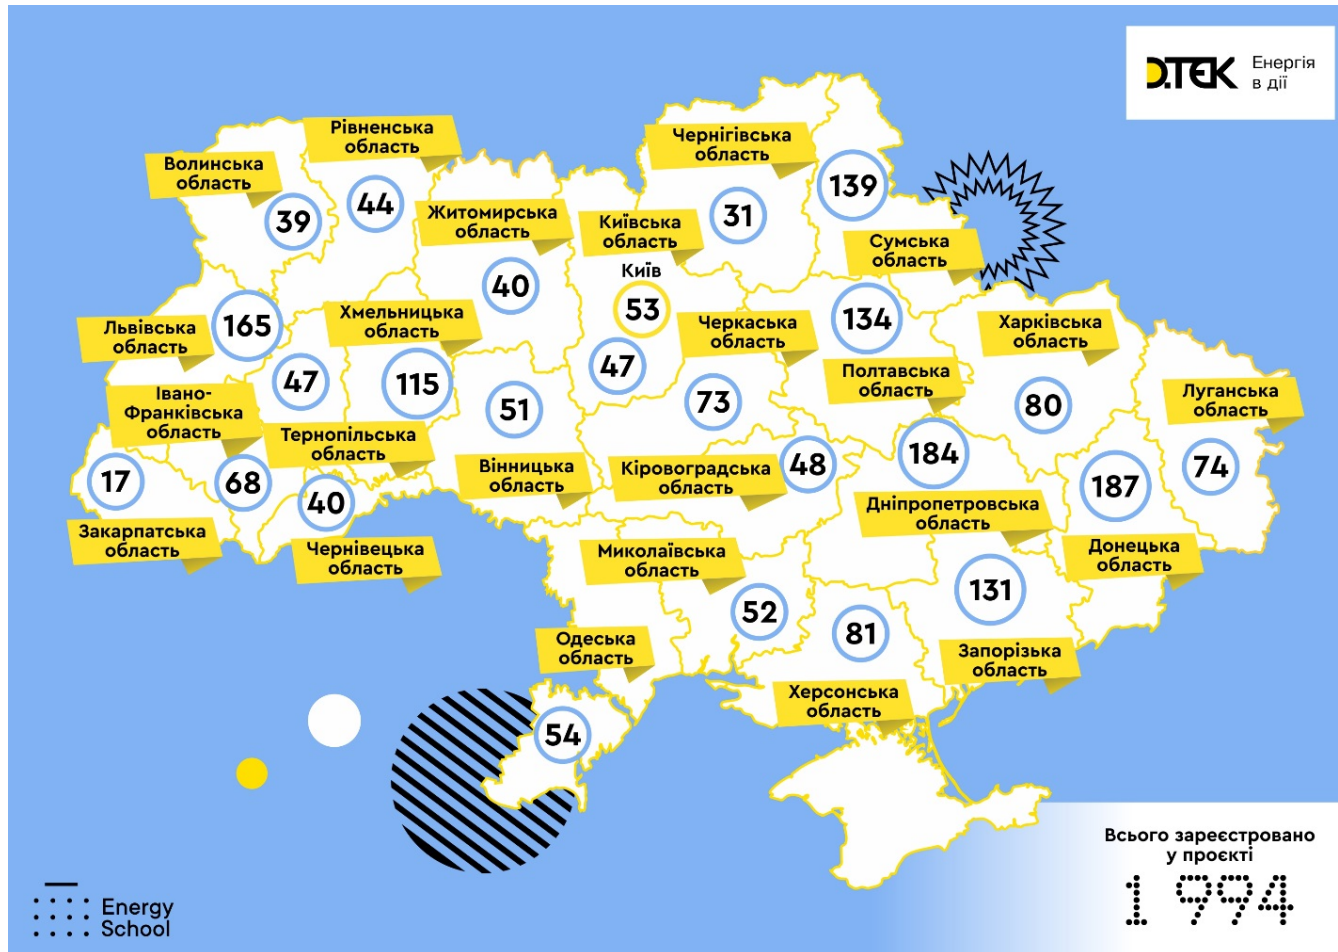 DTEK
Енергія
в дії
Рівненська
область
44
Волинська
область
39
Чернігівська
область
31
139
Сумська
область
Житомирська
область
40
Київська
область
Київ
53
47
Львівська
область
165
Хмельницька
область
115
Черкаська
область
73
134
Полтавська
область
Харківська
область
80
Луганська
область
74
Івано-
Франківська
область
68
47
Тернопільська
область
51
Вінницька
область
Кіровоградська
область
48
184
Дніпропетровська
область
187
Донецька
область
17
Закарпатська
область
40
Чернівецька
область
Миколаївська
область
52
131
Запорізька
область
81
Херсонська
область
Одеська
область
54
Всього зареєстровано
у проєкті
1 994
Energy
School